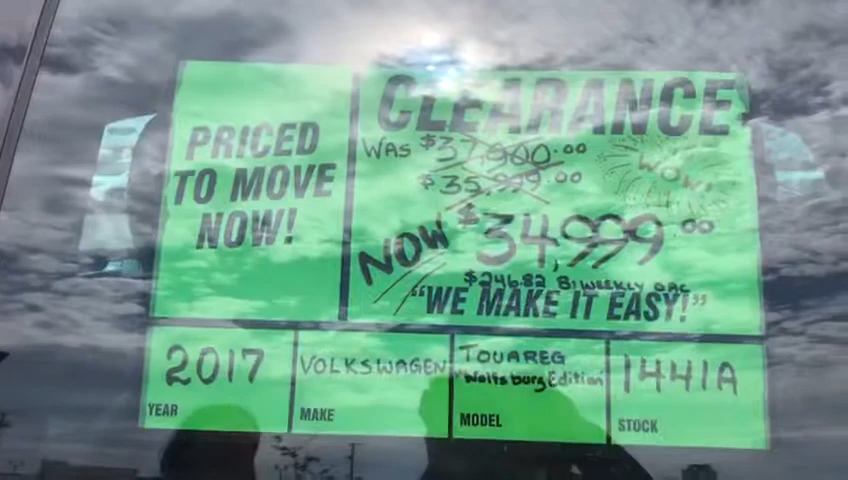 PRICED
TO MOVE
NOW!
CLEARANCE
WAS $37,900.00
$35,999.00
WOW!
NOW $34,999.00
$246.82 BIWEEKLY OAC
"WE MAKE IT EASY!"
2017
YEAR
VOLKSWAGEN
MAKE
TOUAREG
"Wolfsburg Edition"
MODEL
1441A
STOCK